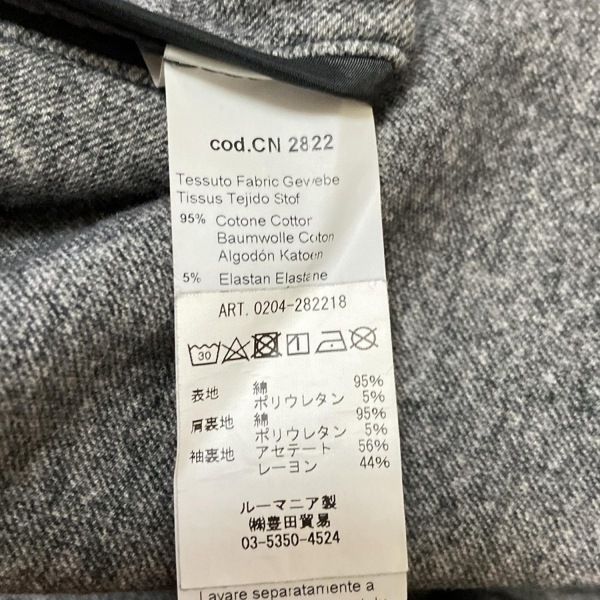 cod.CN 2822
Tessuto Fabric Gewebe
Tissus Tejido Stof
95% Cotone Cotton
Baumwolle Coton
Algodón Katoen
5% Elastan Elastane
ART. 0204-282218
30
表地 綿 95%
ポリウレタン 5%
肩裏地 綿 95%
ポリウレタン 5%
袖裏地 アセテート 56%
レーヨン 44%
ルーマニア製
㈱豊田貿易
03-5350-4524
Lavare separatamente a